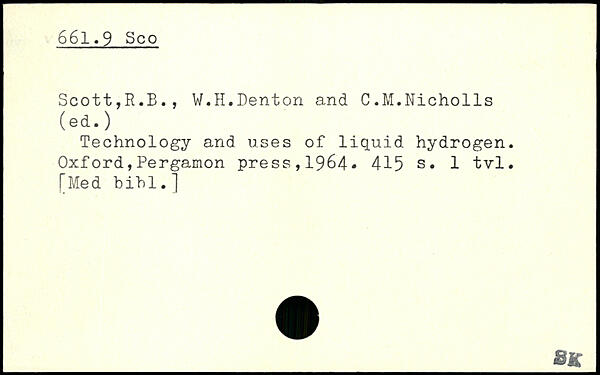 661.9 Sco
Scott,R.B., W.H.Denton and C.M.Nicholls
(ed.)
Technology and uses of liquid hydrogen.
Oxford,Pergamon press,1964. 415 s. 1 tvl.
[Med bibl.]
SK